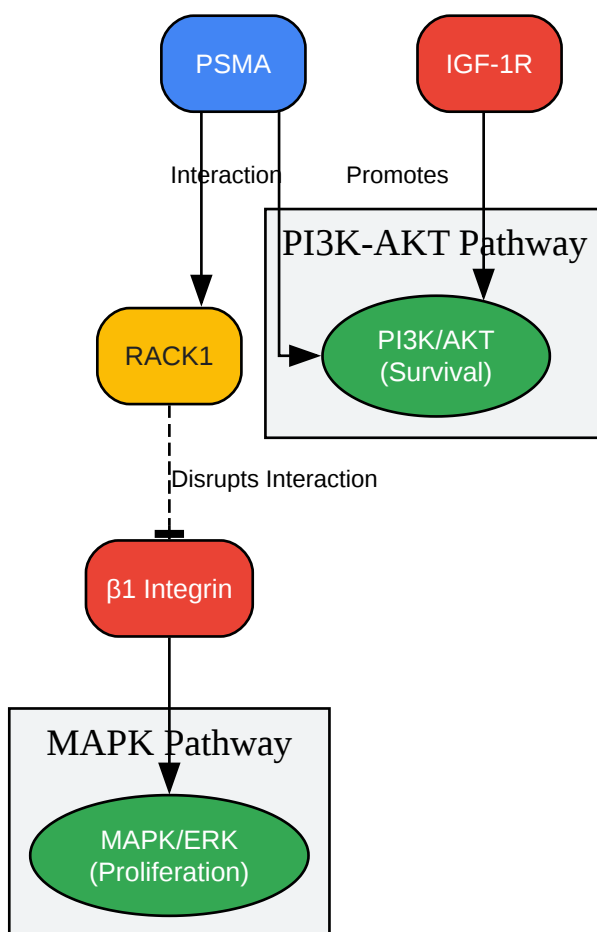 PSMA
IGF-1R
Interaction
Promotes
PI3K-AKT Pathway
PI3K/AKT
(Survival)
RACK1
Disrupts Interaction
β1 Integrin
MAPK Pathway
MAPK/ERK
(Proliferation)